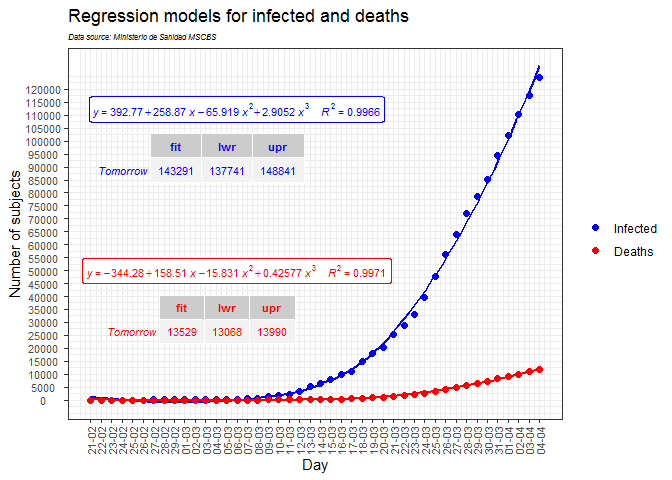 Regression models for infected and deaths
Data source: Ministerio de Sanidad MSCBS
Number of subjects
120000
115000
110000
105000
100000
95000
90000
85000
80000
75000
70000
65000
60000
55000
50000
45000
40000
35000
30000
25000
20000
15000
10000
5000
0
y = 392.77 + 258.87 x − 65.919 x² + 2.9052 x³ R² = 0.9966
fit lwr upr
Tomorrow 143291 137741 148841
y = −344.28 + 158.51 x − 15.831 x² + 0.42577 x³ R² = 0.9971
fit lwr upr
Tomorrow 13529 13068 13990
Infected
Deaths
21-02 22-02 23-02 24-02 25-02 26-02 27-02 28-02 29-02 01-03 02-03 03-03 04-03 05-03 06-03 07-03 08-03 09-03 10-03 11-03 12-03 13-03 14-03 15-03 16-03 17-03 18-03 19-03 20-03 21-03 22-03 23-03 24-03 25-03 26-03 27-03 28-03 29-03 30-03 31-03 01-04 02-04 03-04 04-04
Day